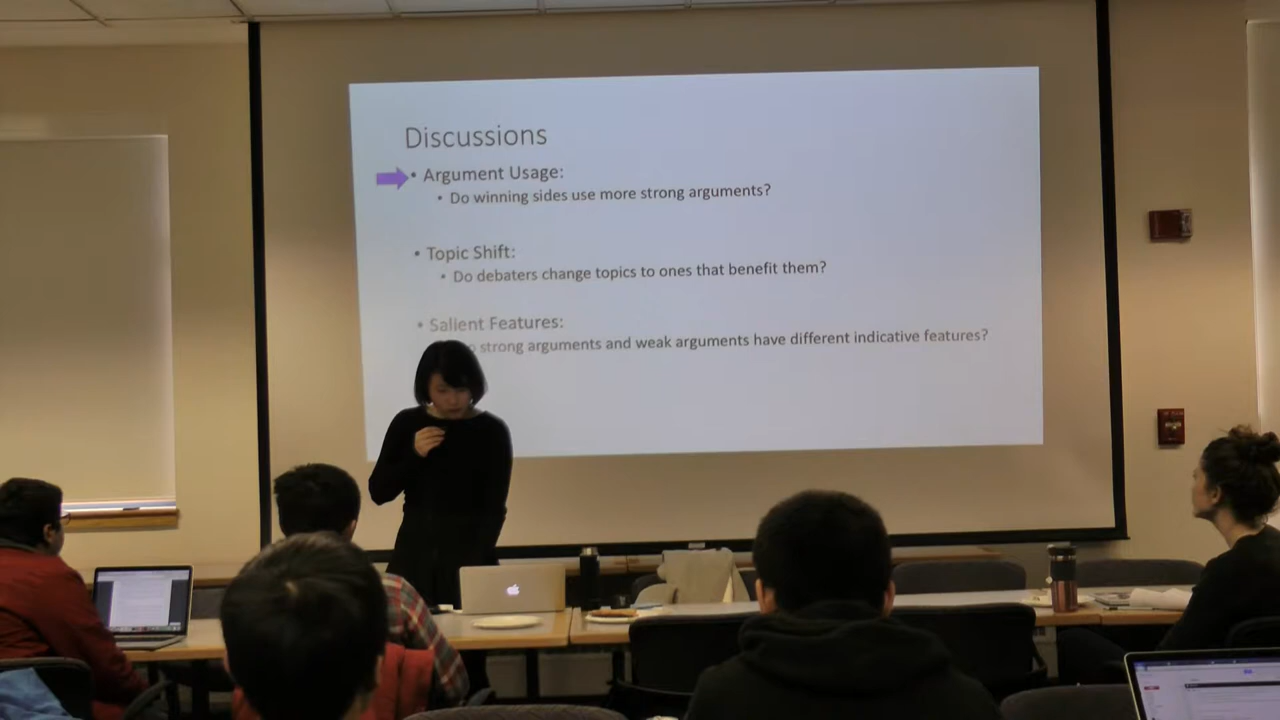 Discussions
• Argument Usage:
• Do winning sides use more strong arguments?
• Topic Shift:
• Do debaters change topics to ones that benefit them?
• Salient Features:
strong arguments and weak arguments have different indicative features?